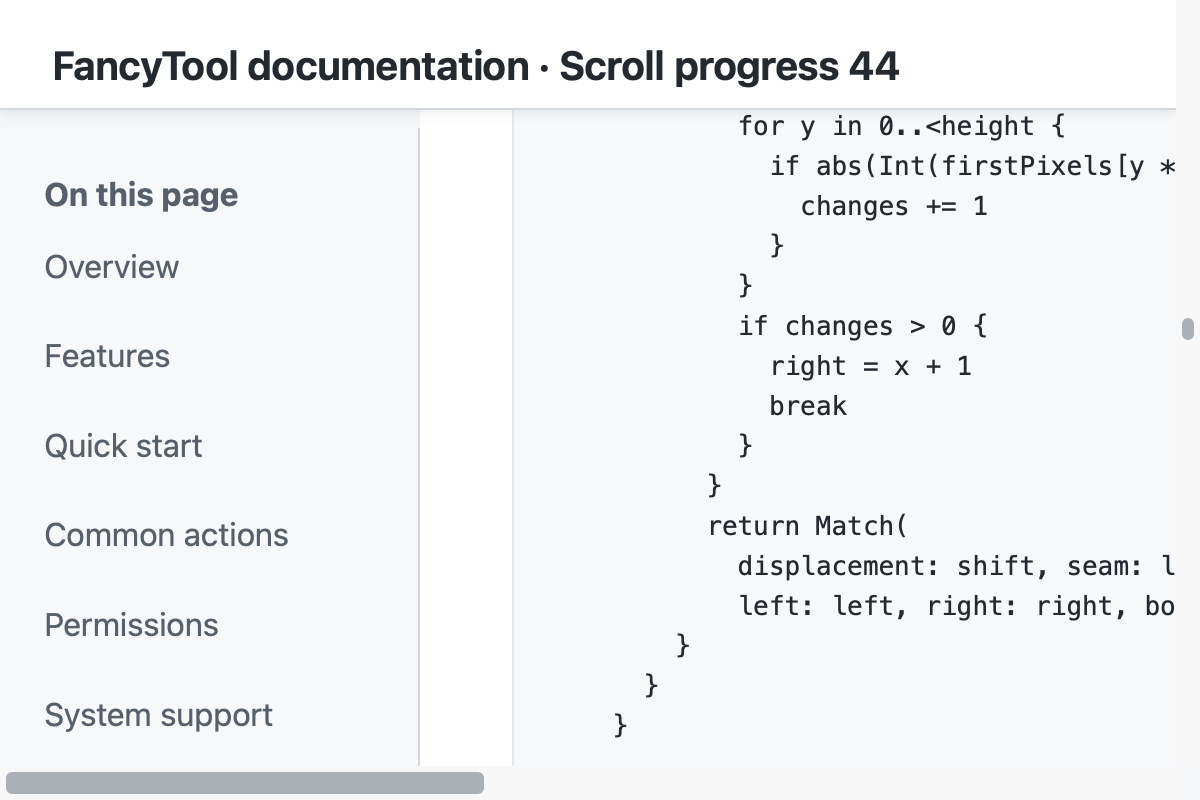 FancyTool documentation · Scroll progress 44
On this page
Overview
Features
Quick start
Common actions
Permissions
System support
for y in 0..<height {
if abs(Int(firstPixels[y *
changes += 1
}
}
if changes > 0 {
right = x + 1
break
}
}
return Match(
displacement: shift, seam: l
left: left, right: right, bo
}
}
}